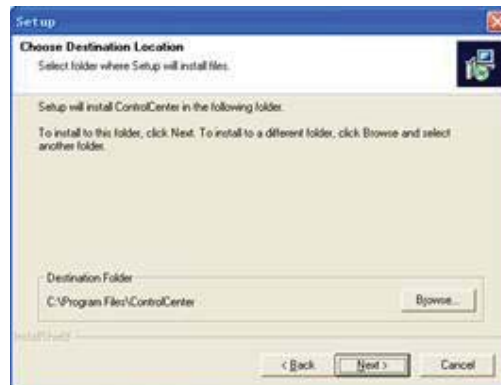 Setup
Choose Destination Location
Select folder where Setup will install files.
Setup will install ControlCenter in the following folder.
To install to this folder, click Next. To install to a different folder, click Browse and select
another folder.
Destination Folder
C:\Program Files\ControlCenter
Browse...
InstallShield
< Back
Next >
Cancel